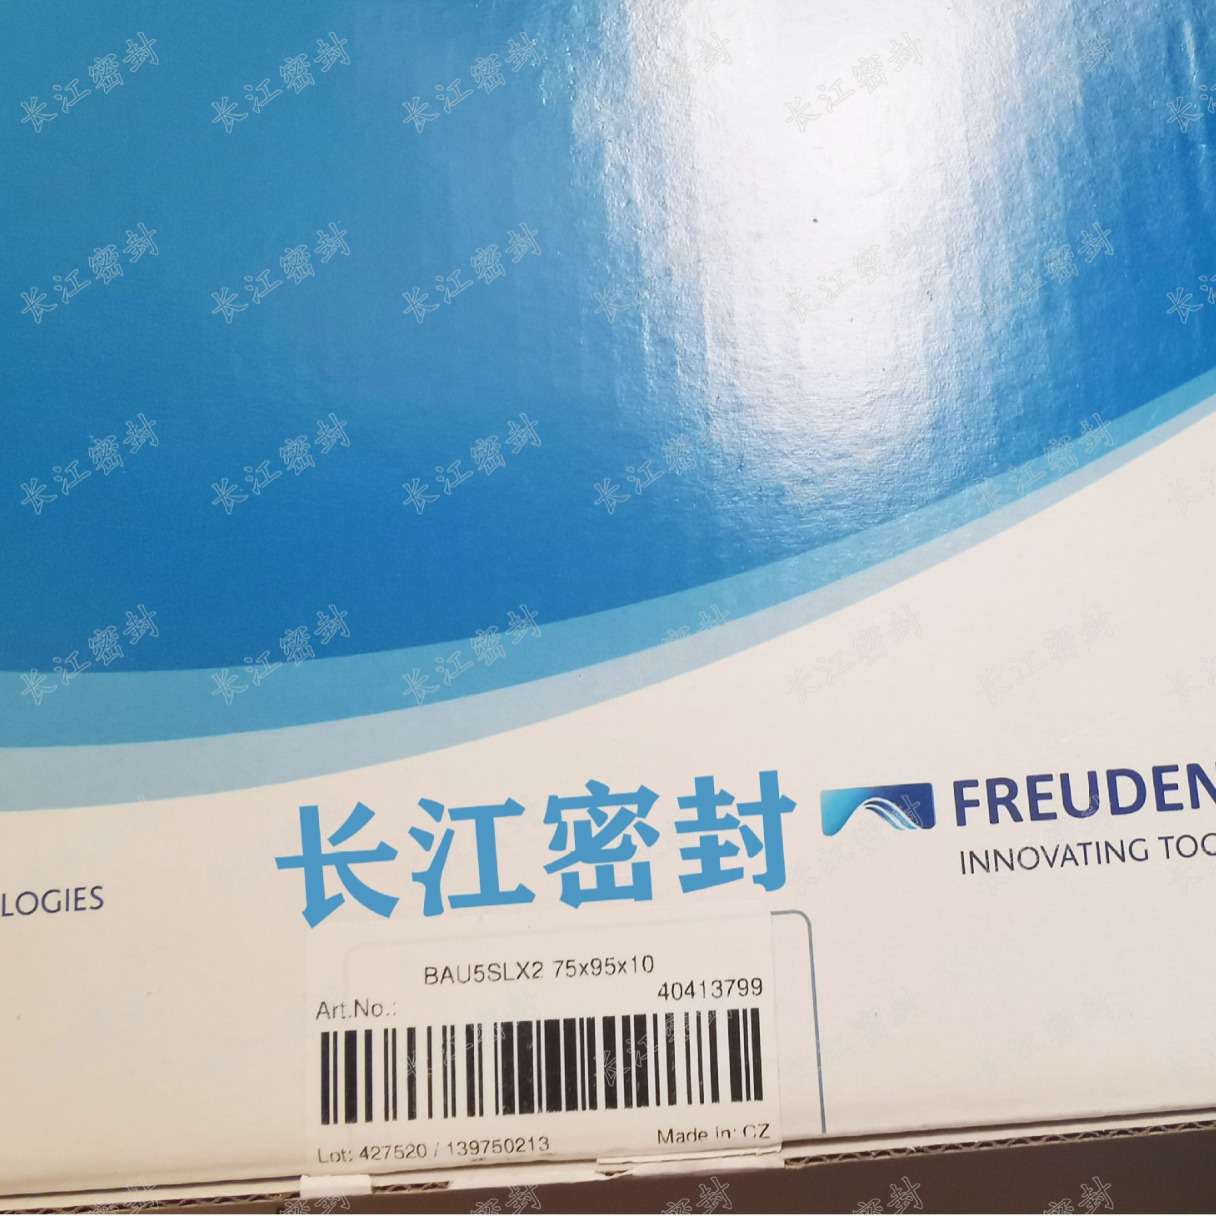 长江密封
FREUDEN
INNOVATING TOG
LOGIES
BAU5SLX2 75x95x10
40413799
Art.No.:
Lot: 427520 / 139750213
Made in: CZ